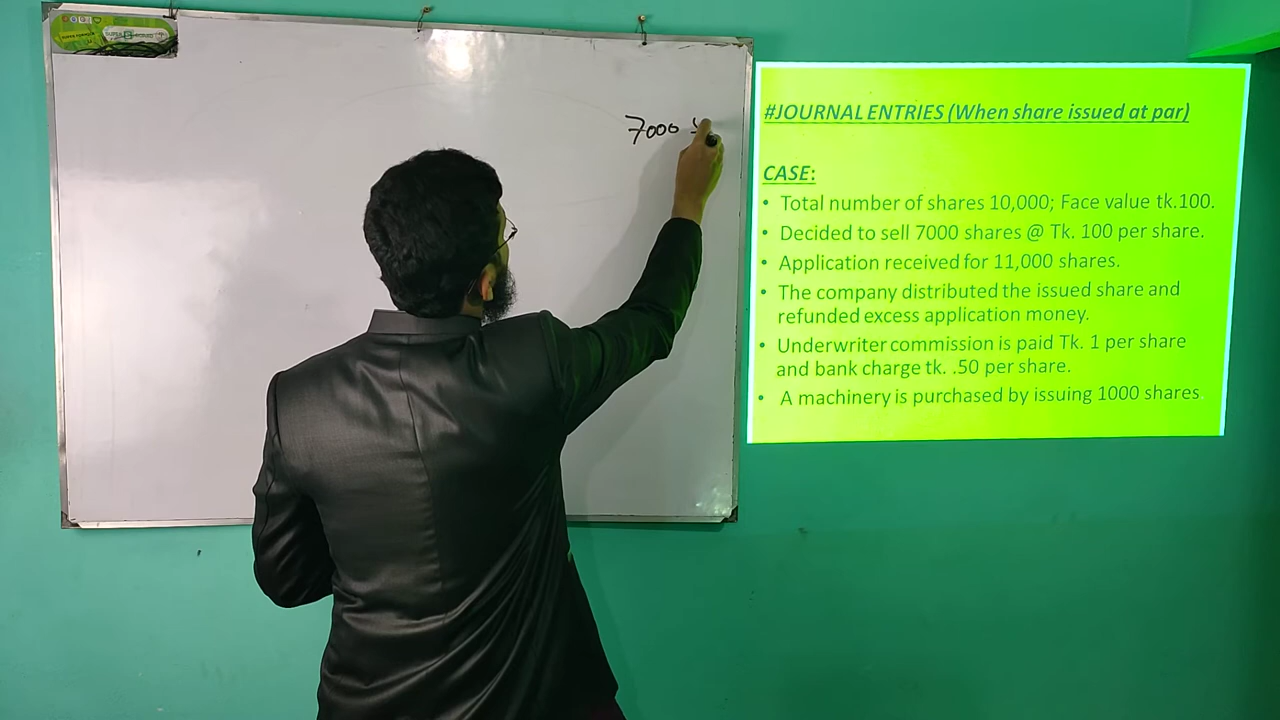 7000
#JOURNAL ENTRIES (When share issued at par)
CASE:
• Total number of shares 10,000; Face value tk.100.
• Decided to sell 7000 shares @ Tk. 100 per share.
• Application received for 11,000 shares.
• The company distributed the issued share and
refunded excess application money.
• Underwriter commission is paid Tk. 1 per share
and bank charge tk. .50 per share.
• A machinery is purchased by issuing 1000 shares